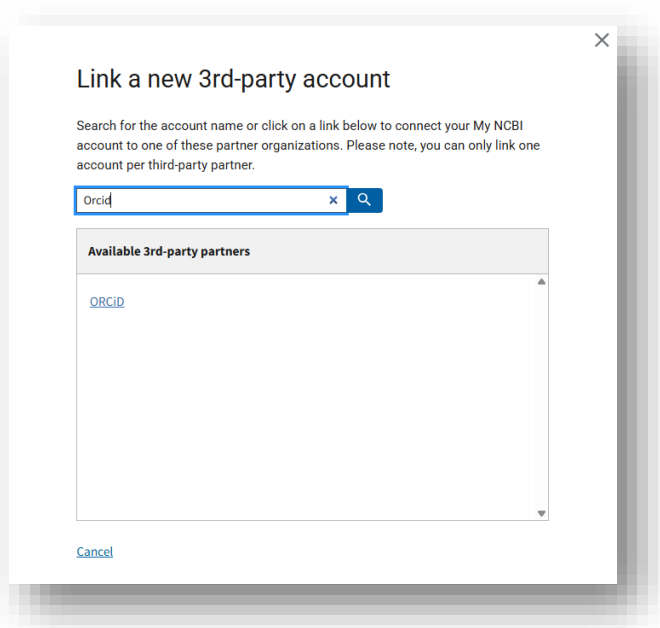 Link a new 3rd-party account
Search for the account name or click on a link below to connect your My NCBI
account to one of these partner organizations. Please note, you can only link one
account per third-party partner.
Orcid
Available 3rd-party partners
ORCiD
Cancel